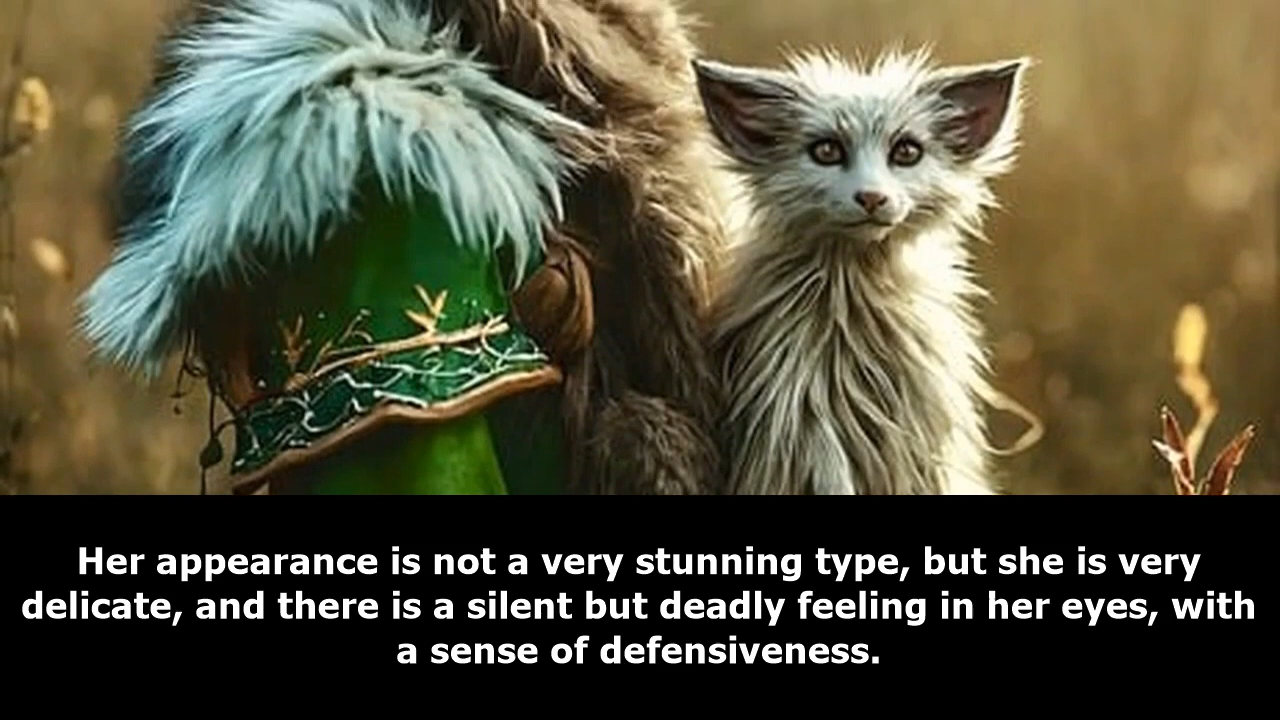 Her appearance is not a very stunning type, but she is very
delicate, and there is a silent but deadly feeling in her eyes, with
a sense of defensiveness.